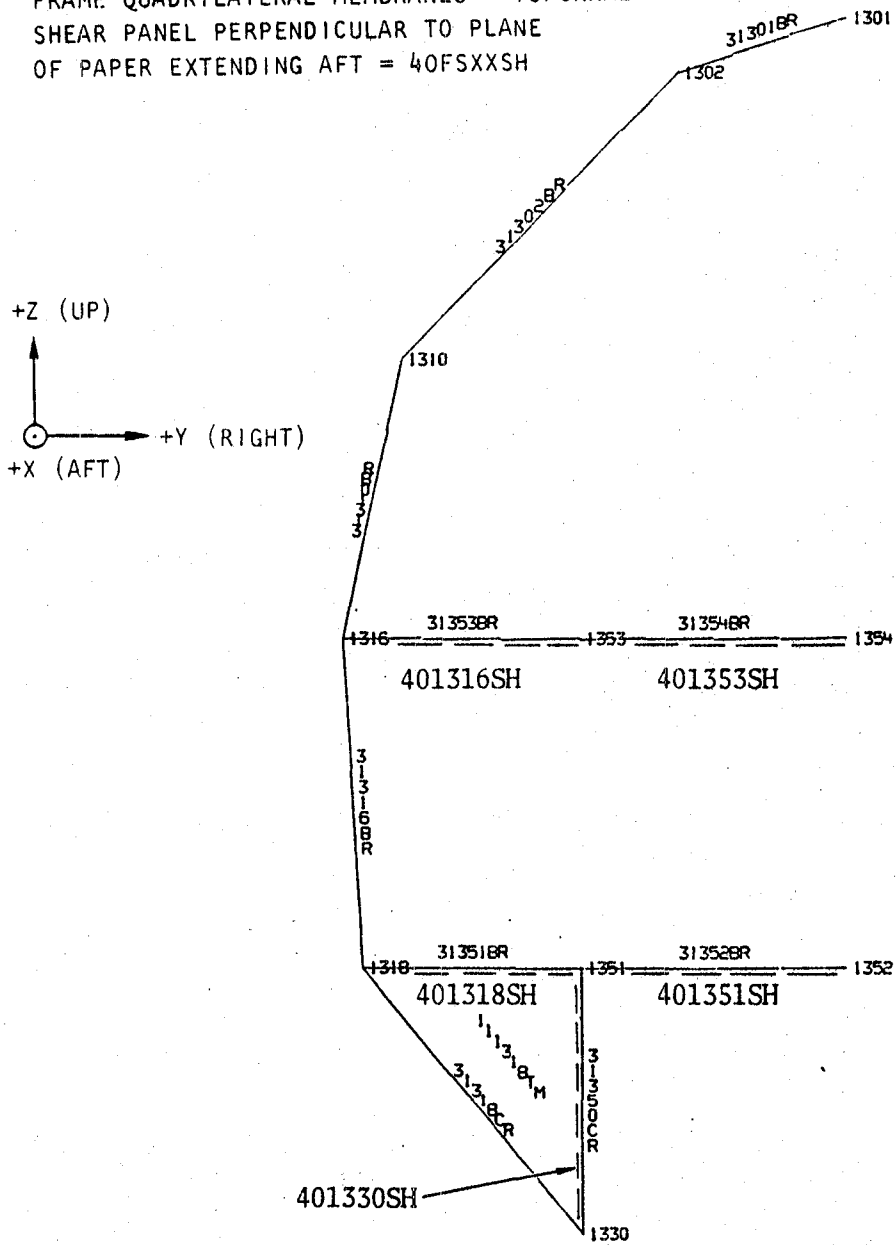 SHEAR PANEL PERPENDICULAR TO PLANE
OF PAPER EXTENDING AFT = 40FSXXSH
1301
31301BR
1302
31302BR
+Z (UP)
1310
+Y (RIGHT)
+X (AFT)
31353BR
31354BR
1316
1353
1354
401316SH
401353SH
31316BR
31351BR
31352BR
1318
1351
1352
401318SH
401351SH
111318TM
31318CR
31350CR
401330SH
1330